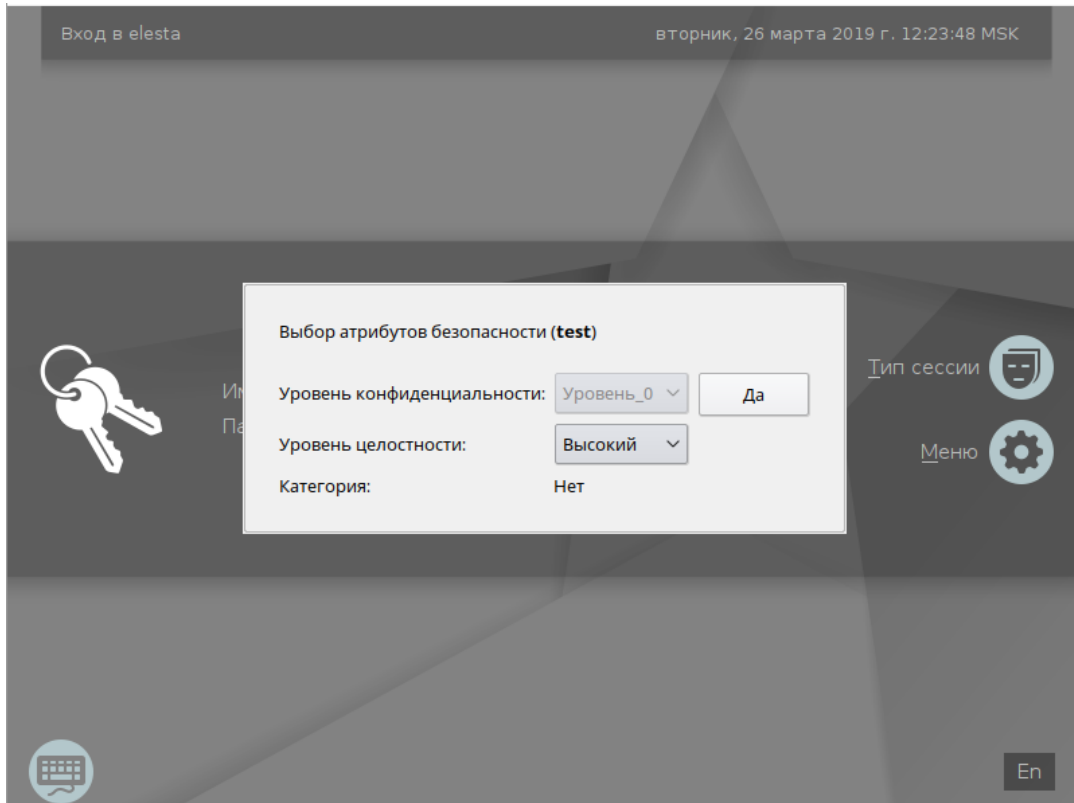 Вход в elesta
вторник, 26 марта 2019 г. 12:23:48 MSK
Выбор атрибутов безопасности (test)
Уровень конфиденциальности: Уровень_0 Да
Уровень целостности: Высокий
Категория: Нет
Тип сессии
Меню
En